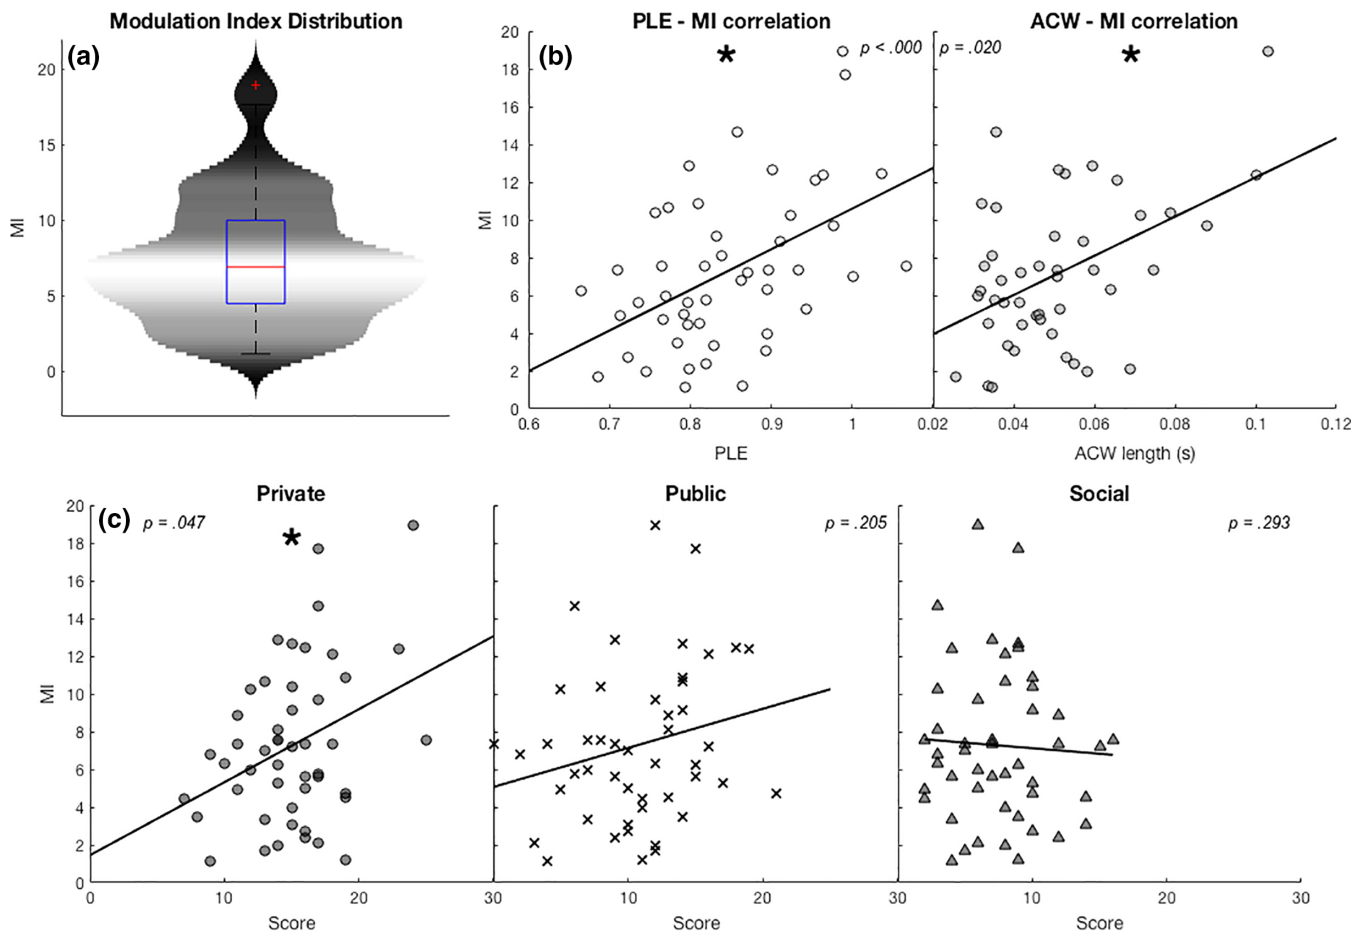 Modulation Index Distribution
(a)
20
15
10
5
0
MI
PLE - MI correlation
(b)
*
p < .000
20
18
16
14
12
10
8
6
4
2
0
MI
0.6
0.7
0.8
0.9
1
PLE
ACW - MI correlation
p = .020
*
0.02
0.04
0.06
0.08
0.1
0.12
ACW length (s)
Private
(c)
p = .047
*
20
18
16
14
12
10
8
6
4
2
0
MI
0
10
20
30
Score
Public
p = .205
10
20
Score
Social
p = .293
10
20
30
Score